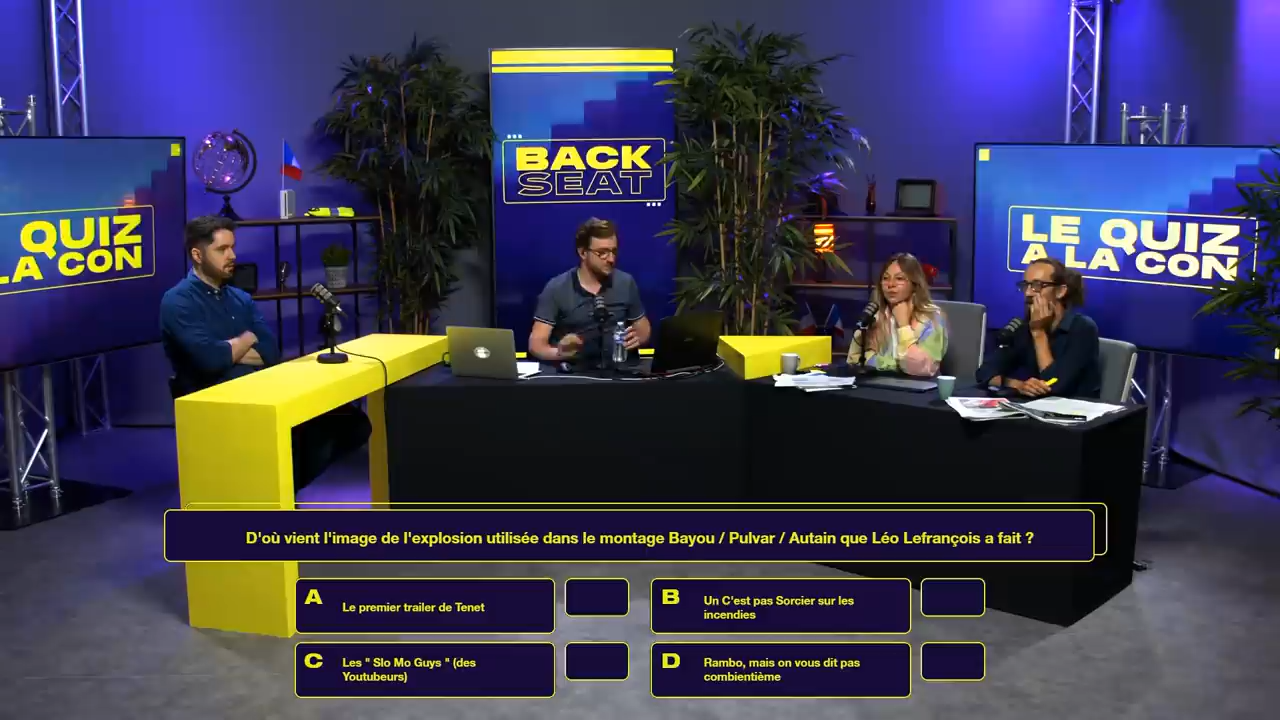 BACK
SEAT
QUIZ
LA CON
LE QUIZ
A LA CON
D'où vient l'image de l'explosion utilisée dans le montage Bayou / Pulvar / Autain que Léo Lefrançois a fait ?
A
Le premier trailer de Tenet
B
Un C'est pas Sorcier sur les
incendies
C
Les " Slo Mo Guys " (des
Youtubeurs)
D
Rambo, mais on vous dit pas
combientième